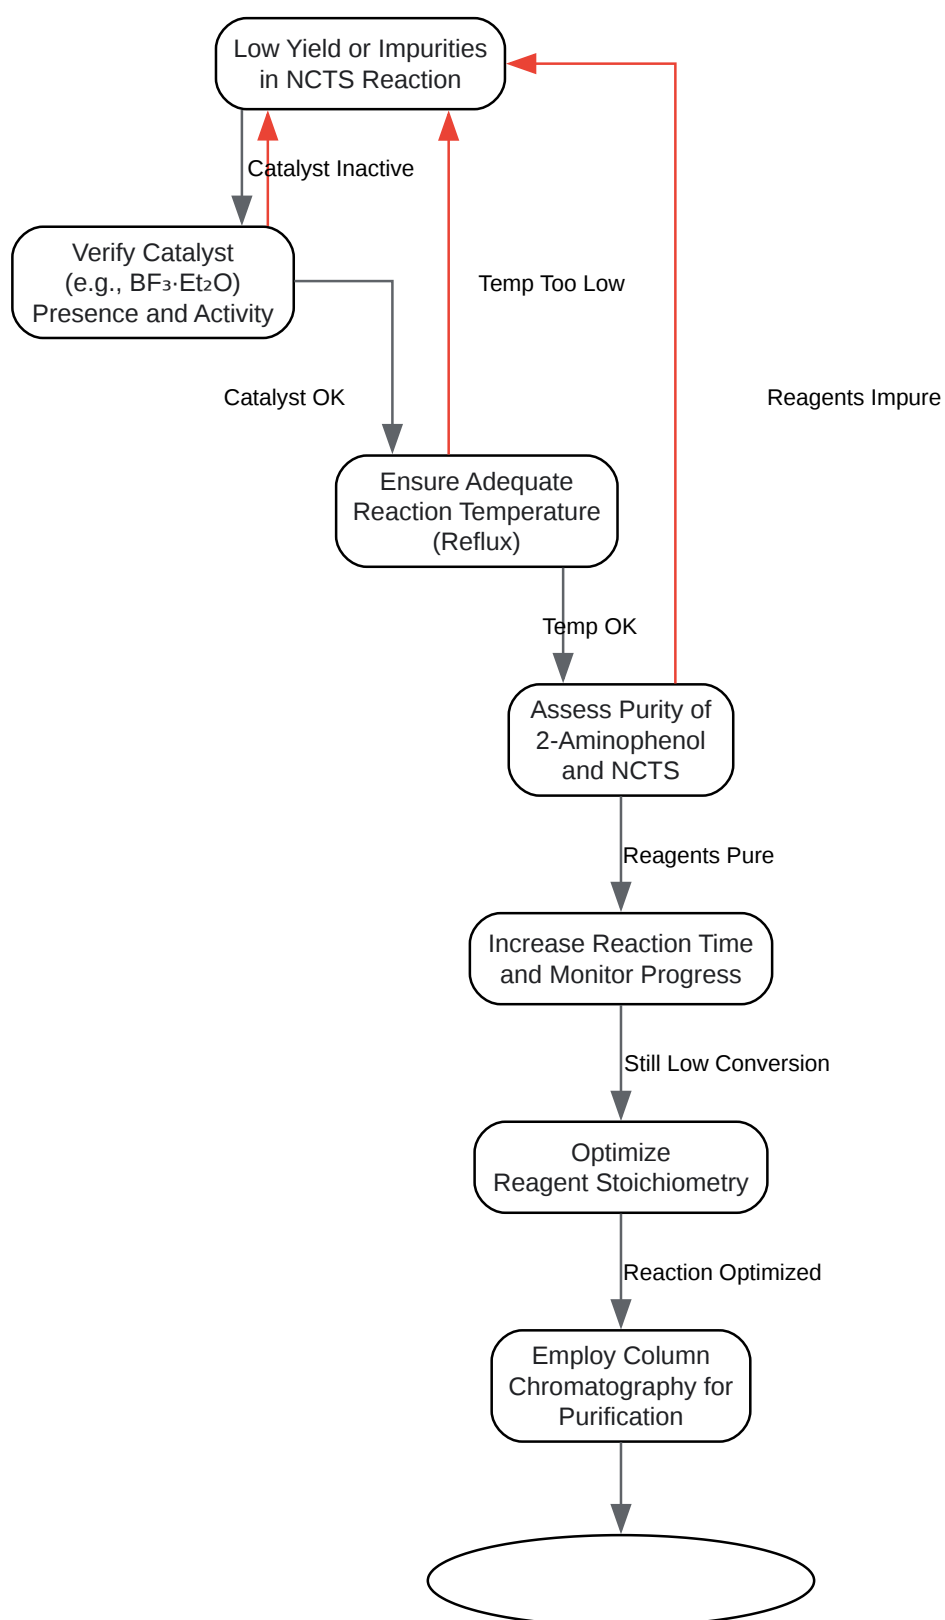 Low Yield or Impurities
in NCTS Reaction
Catalyst Inactive
Verify Catalyst
(e.g., BF₃·Et₂O)
Presence and Activity
Temp Too Low
Catalyst OK
Reagents Impure
Ensure Adequate
Reaction Temperature
(Reflux)
Temp OK
Assess Purity of
2-Aminophenol
and NCTS
Reagents Pure
Increase Reaction Time
and Monitor Progress
Still Low Conversion
Optimize
Reagent Stoichiometry
Reaction Optimized
Employ Column
Chromatography for
Purification